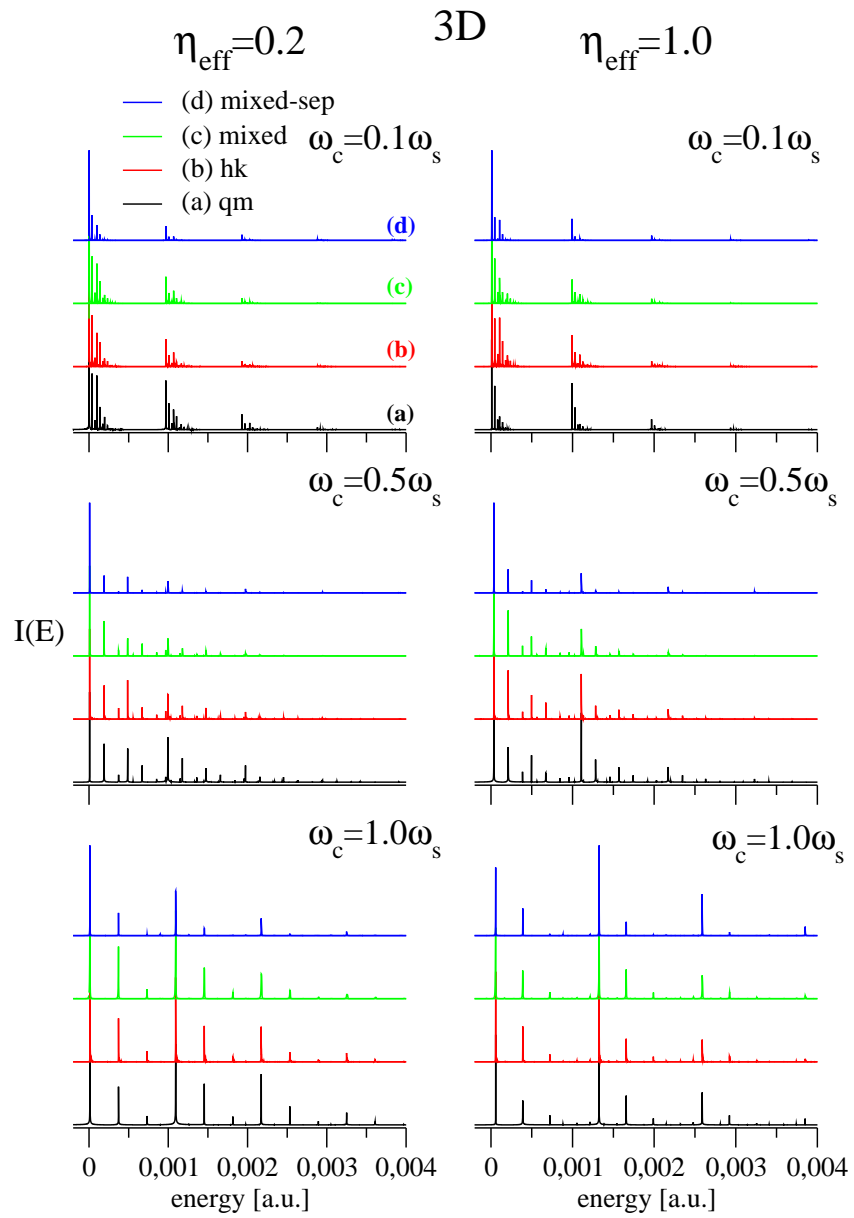 3D
η_eff=0.2
η_eff=1.0
(d) mixed-sep
(c) mixed
(b) hk
(a) qm
ω_c=0.1ω_s
ω_c=0.1ω_s
(d)
(c)
(b)
(a)
ω_c=0.5ω_s
ω_c=0.5ω_s
I(E)
ω_c=1.0ω_s
ω_c=1.0ω_s
0 0,001 0,002 0,003 0,004
0 0,001 0,002 0,003 0,004
energy [a.u.]
energy [a.u.]